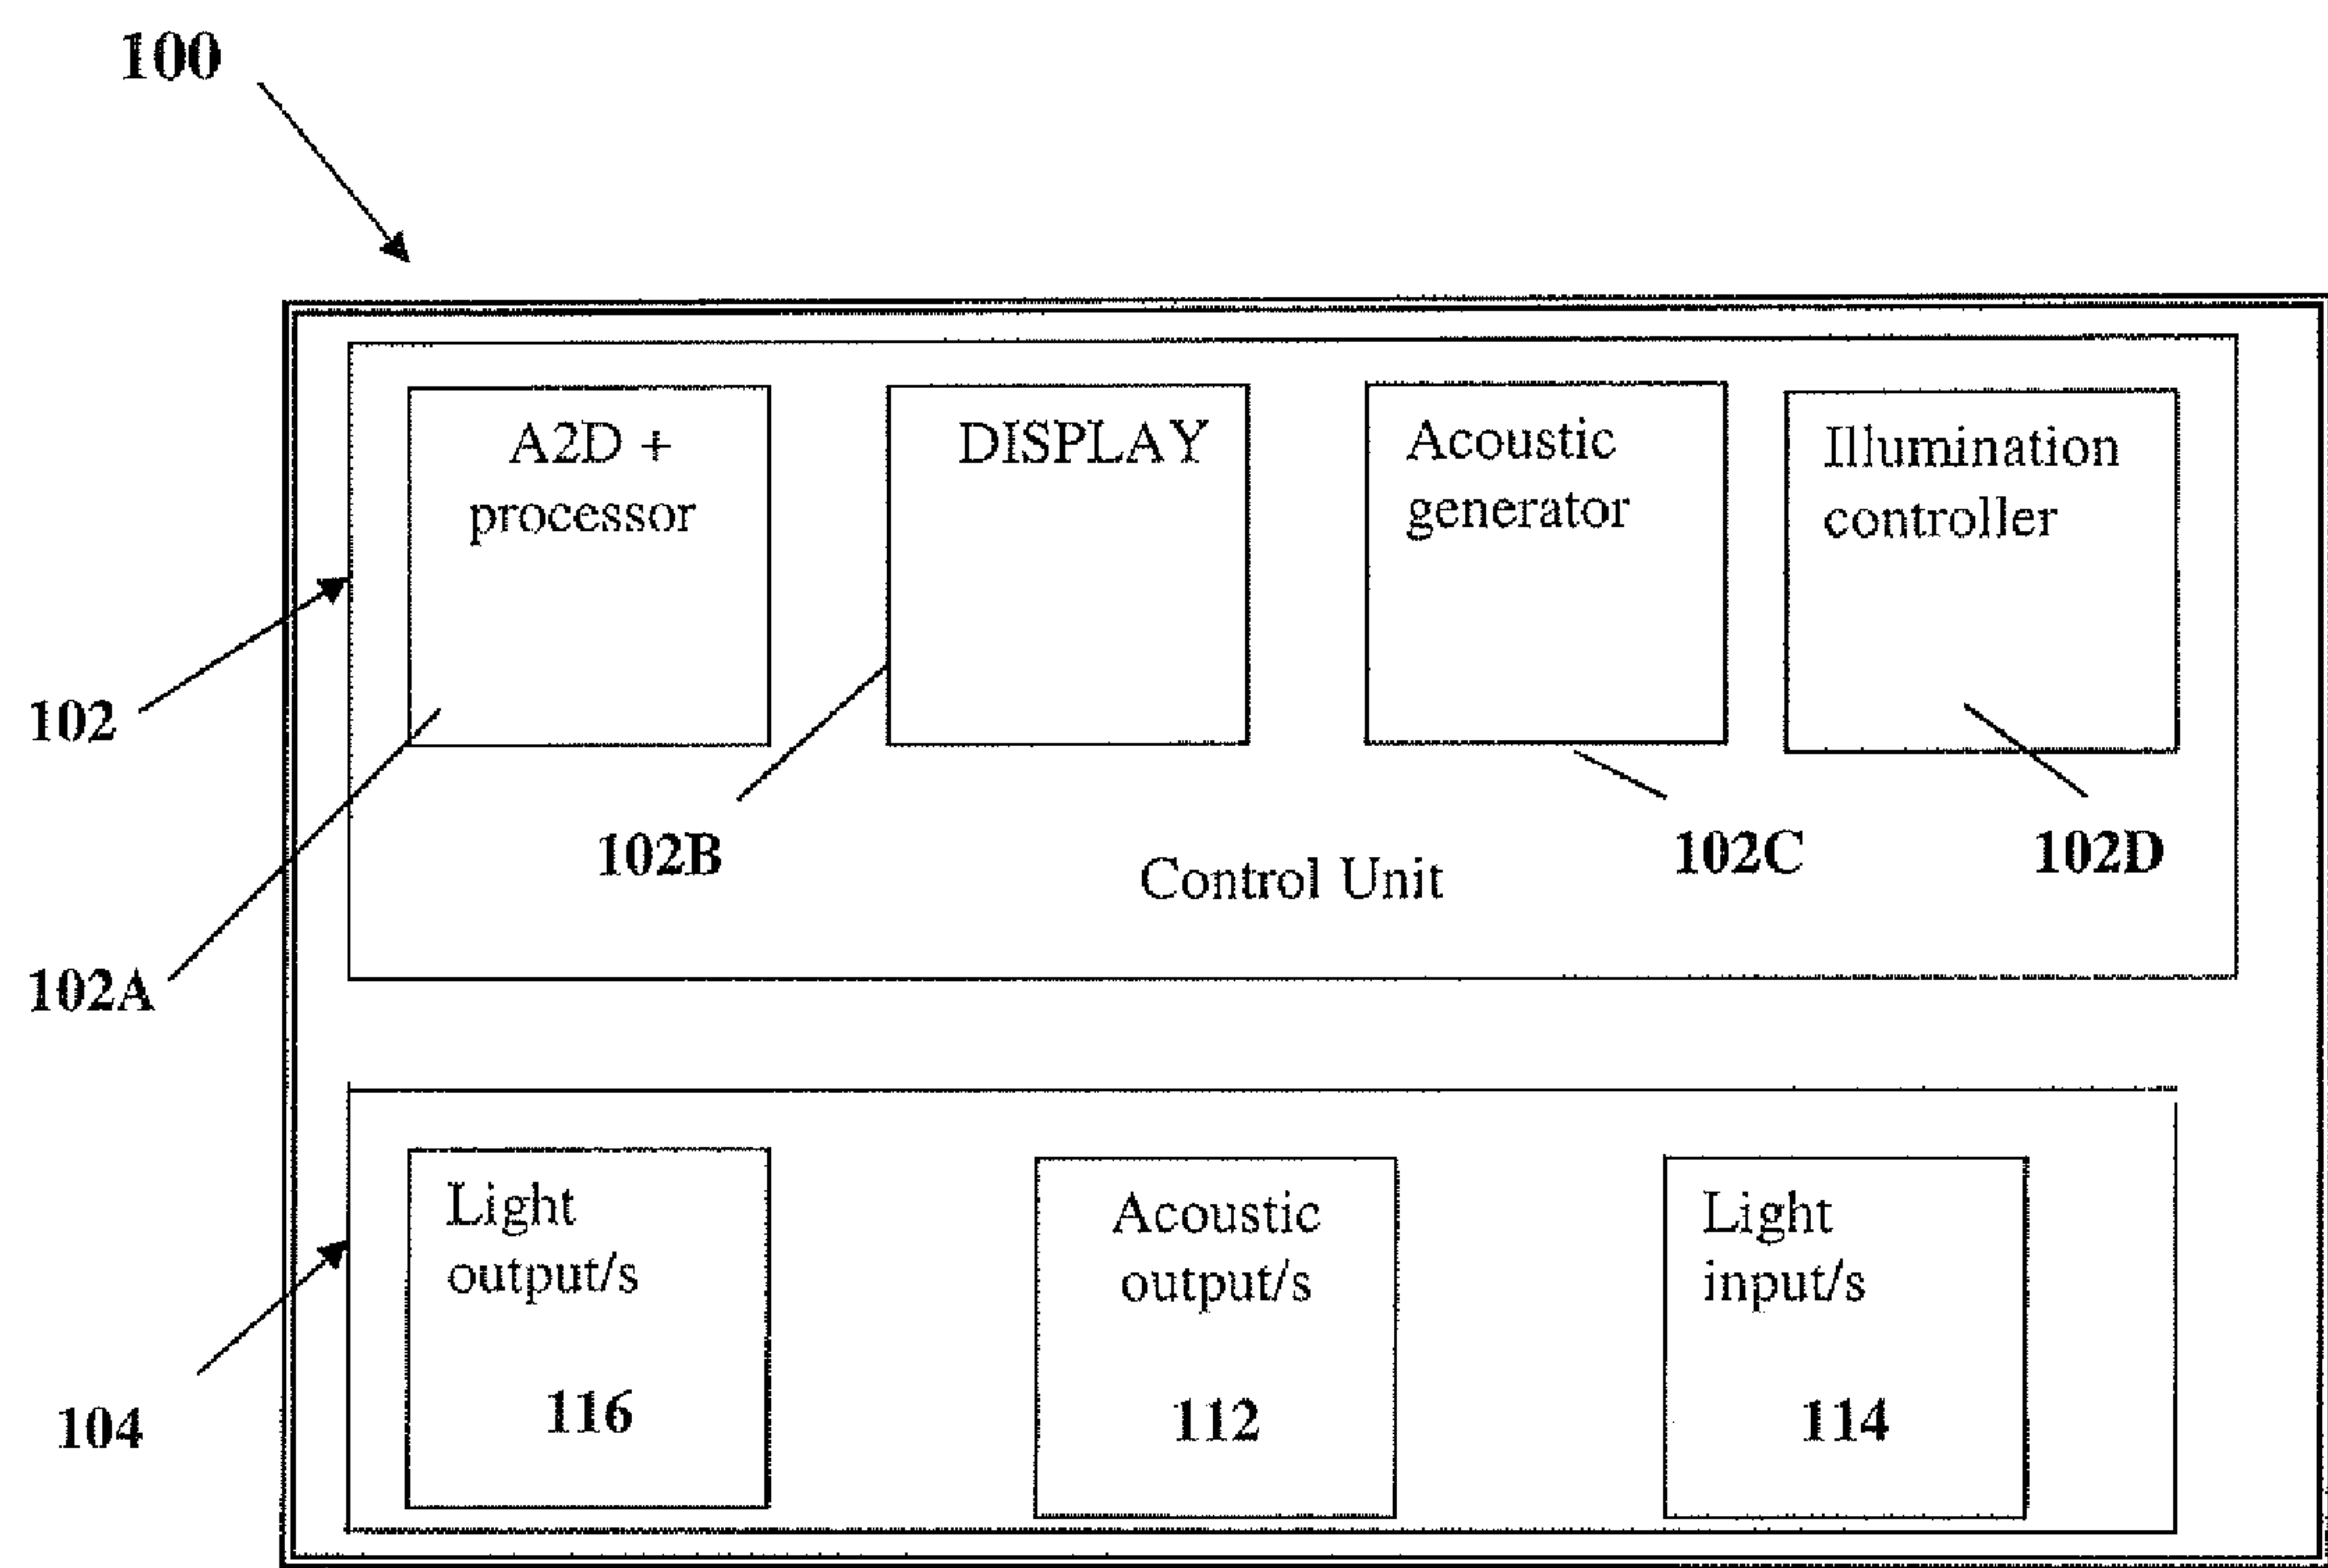 100
A2D +
processor
DISPLAY
Acoustic
generator
Illumination
controller
102
102B
102C
102D
Control Unit
102A
Light
output/s
116
Acoustic
output/s
112
Light
input/s
114
104